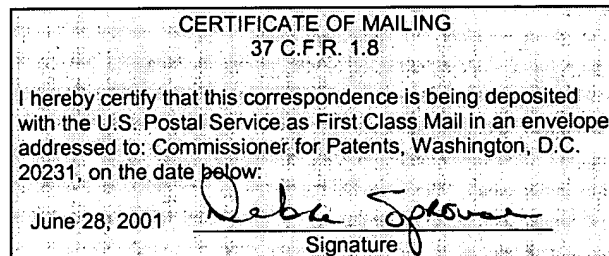 CERTIFICATE OF MAILING
37 C.F.R. 1.8
I hereby certify that this correspondence is being deposited
with the U.S. Postal Service as First Class Mail in an envelope
addressed to: Commissioner for Patents, Washington, D.C.
20231, on the date below:
June 28, 2001 Debra Sprouse
Signature